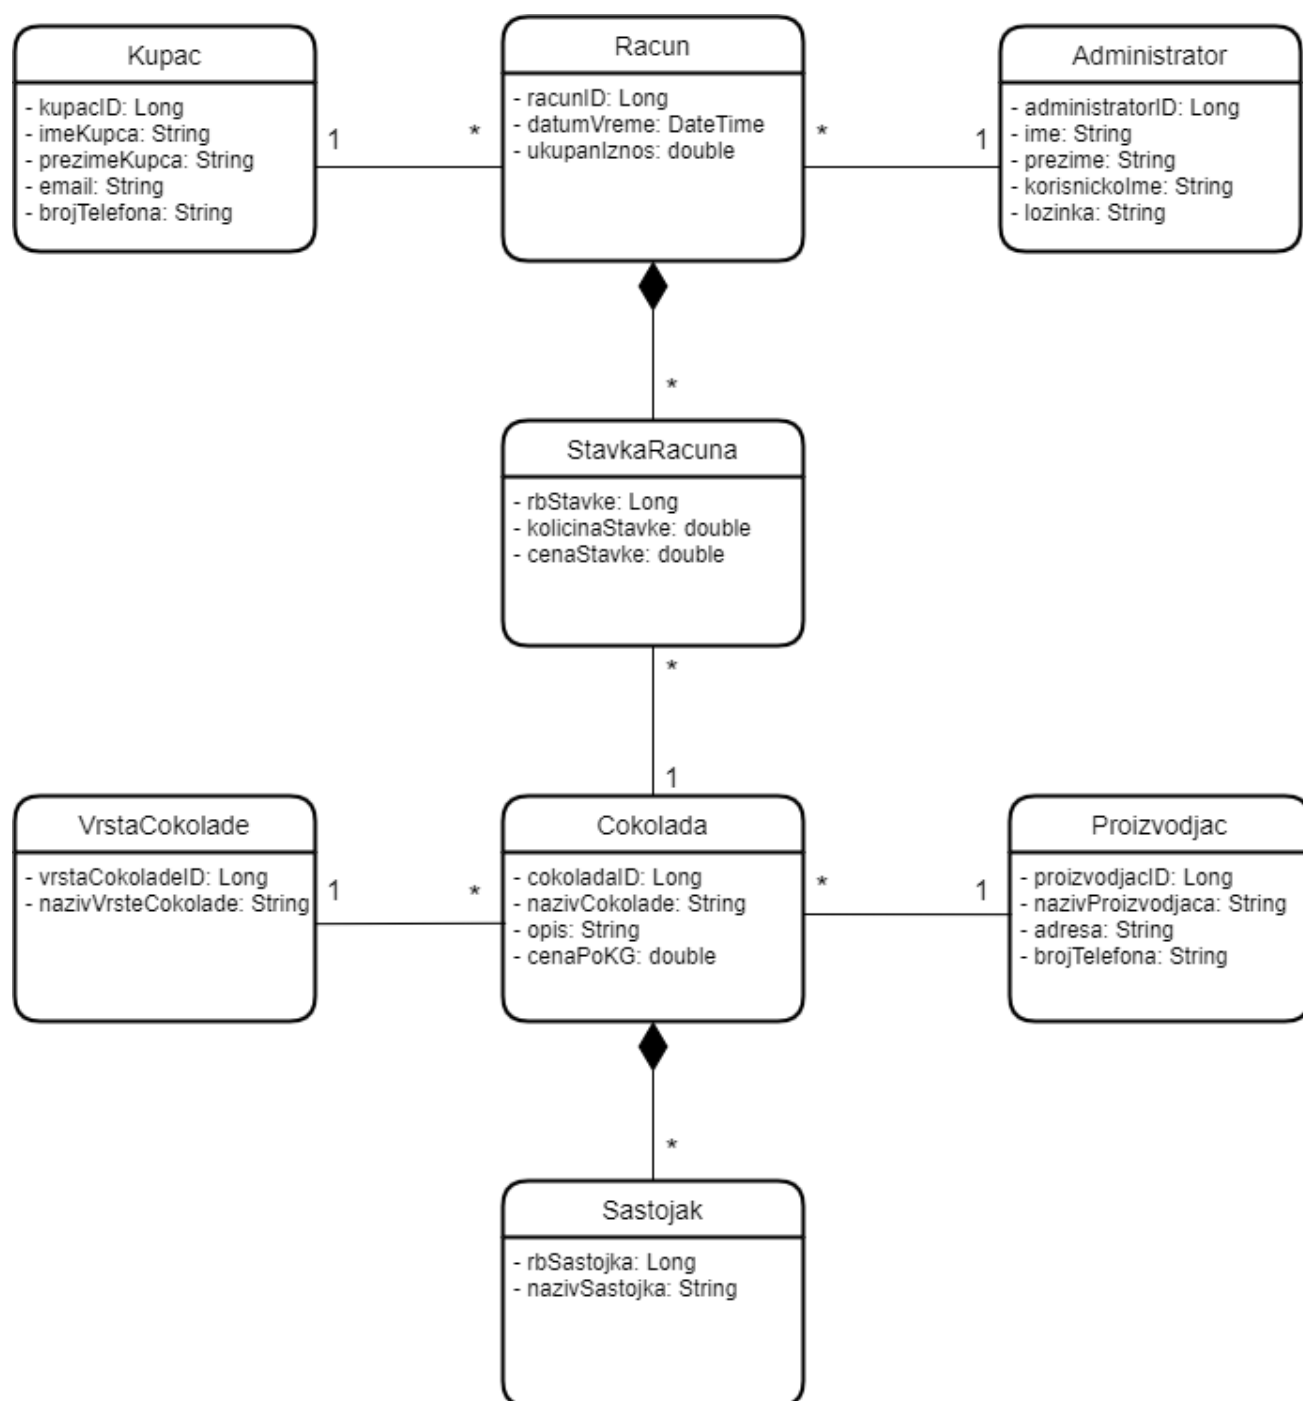 Kupac
- kupacID: Long
- imeKupca: String
- prezimeKupca: String
- email: String
- brojTelefona: String
1
*
Racun
- racunID: Long
- datumVreme: DateTime
- ukupanIznos: double
*
1
Administrator
- administratorID: Long
- ime: String
- prezime: String
- korisnickoIme: String
- lozinka: String
*
StavkaRacuna
- rbStavke: Long
- kolicinaStavke: double
- cenaStavke: double
*
1
VrstaCokolade
- vrstaCokoladeID: Long
- nazivVrsteCokolade: String
1
*
Cokolada
- cokoladaID: Long
- nazivCokolade: String
- opis: String
- cenaPoKG: double
*
1
Proizvodjac
- proizvodjacID: Long
- nazivProizvodjaca: String
- adresa: String
- brojTelefona: String
*
Sastojak
- rbSastojka: Long
- nazivSastojka: String